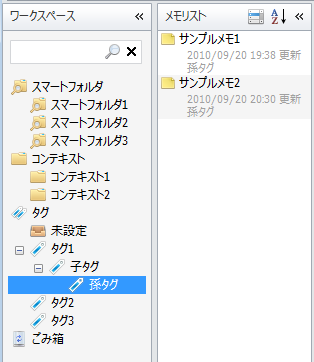 ワークスペース «
スマートフォルダ
スマートフォルダ1
スマートフォルダ2
スマートフォルダ3
コンテキスト
コンテキスト1
コンテキスト2
タグ
未設定
タグ1
子タグ
孫タグ
タグ2
タグ3
ごみ箱
メモリスト AZ «
サンプルメモ1
2010/09/20 19:38 更新
孫タグ
サンプルメモ2
2010/09/20 20:30 更新
孫タグ